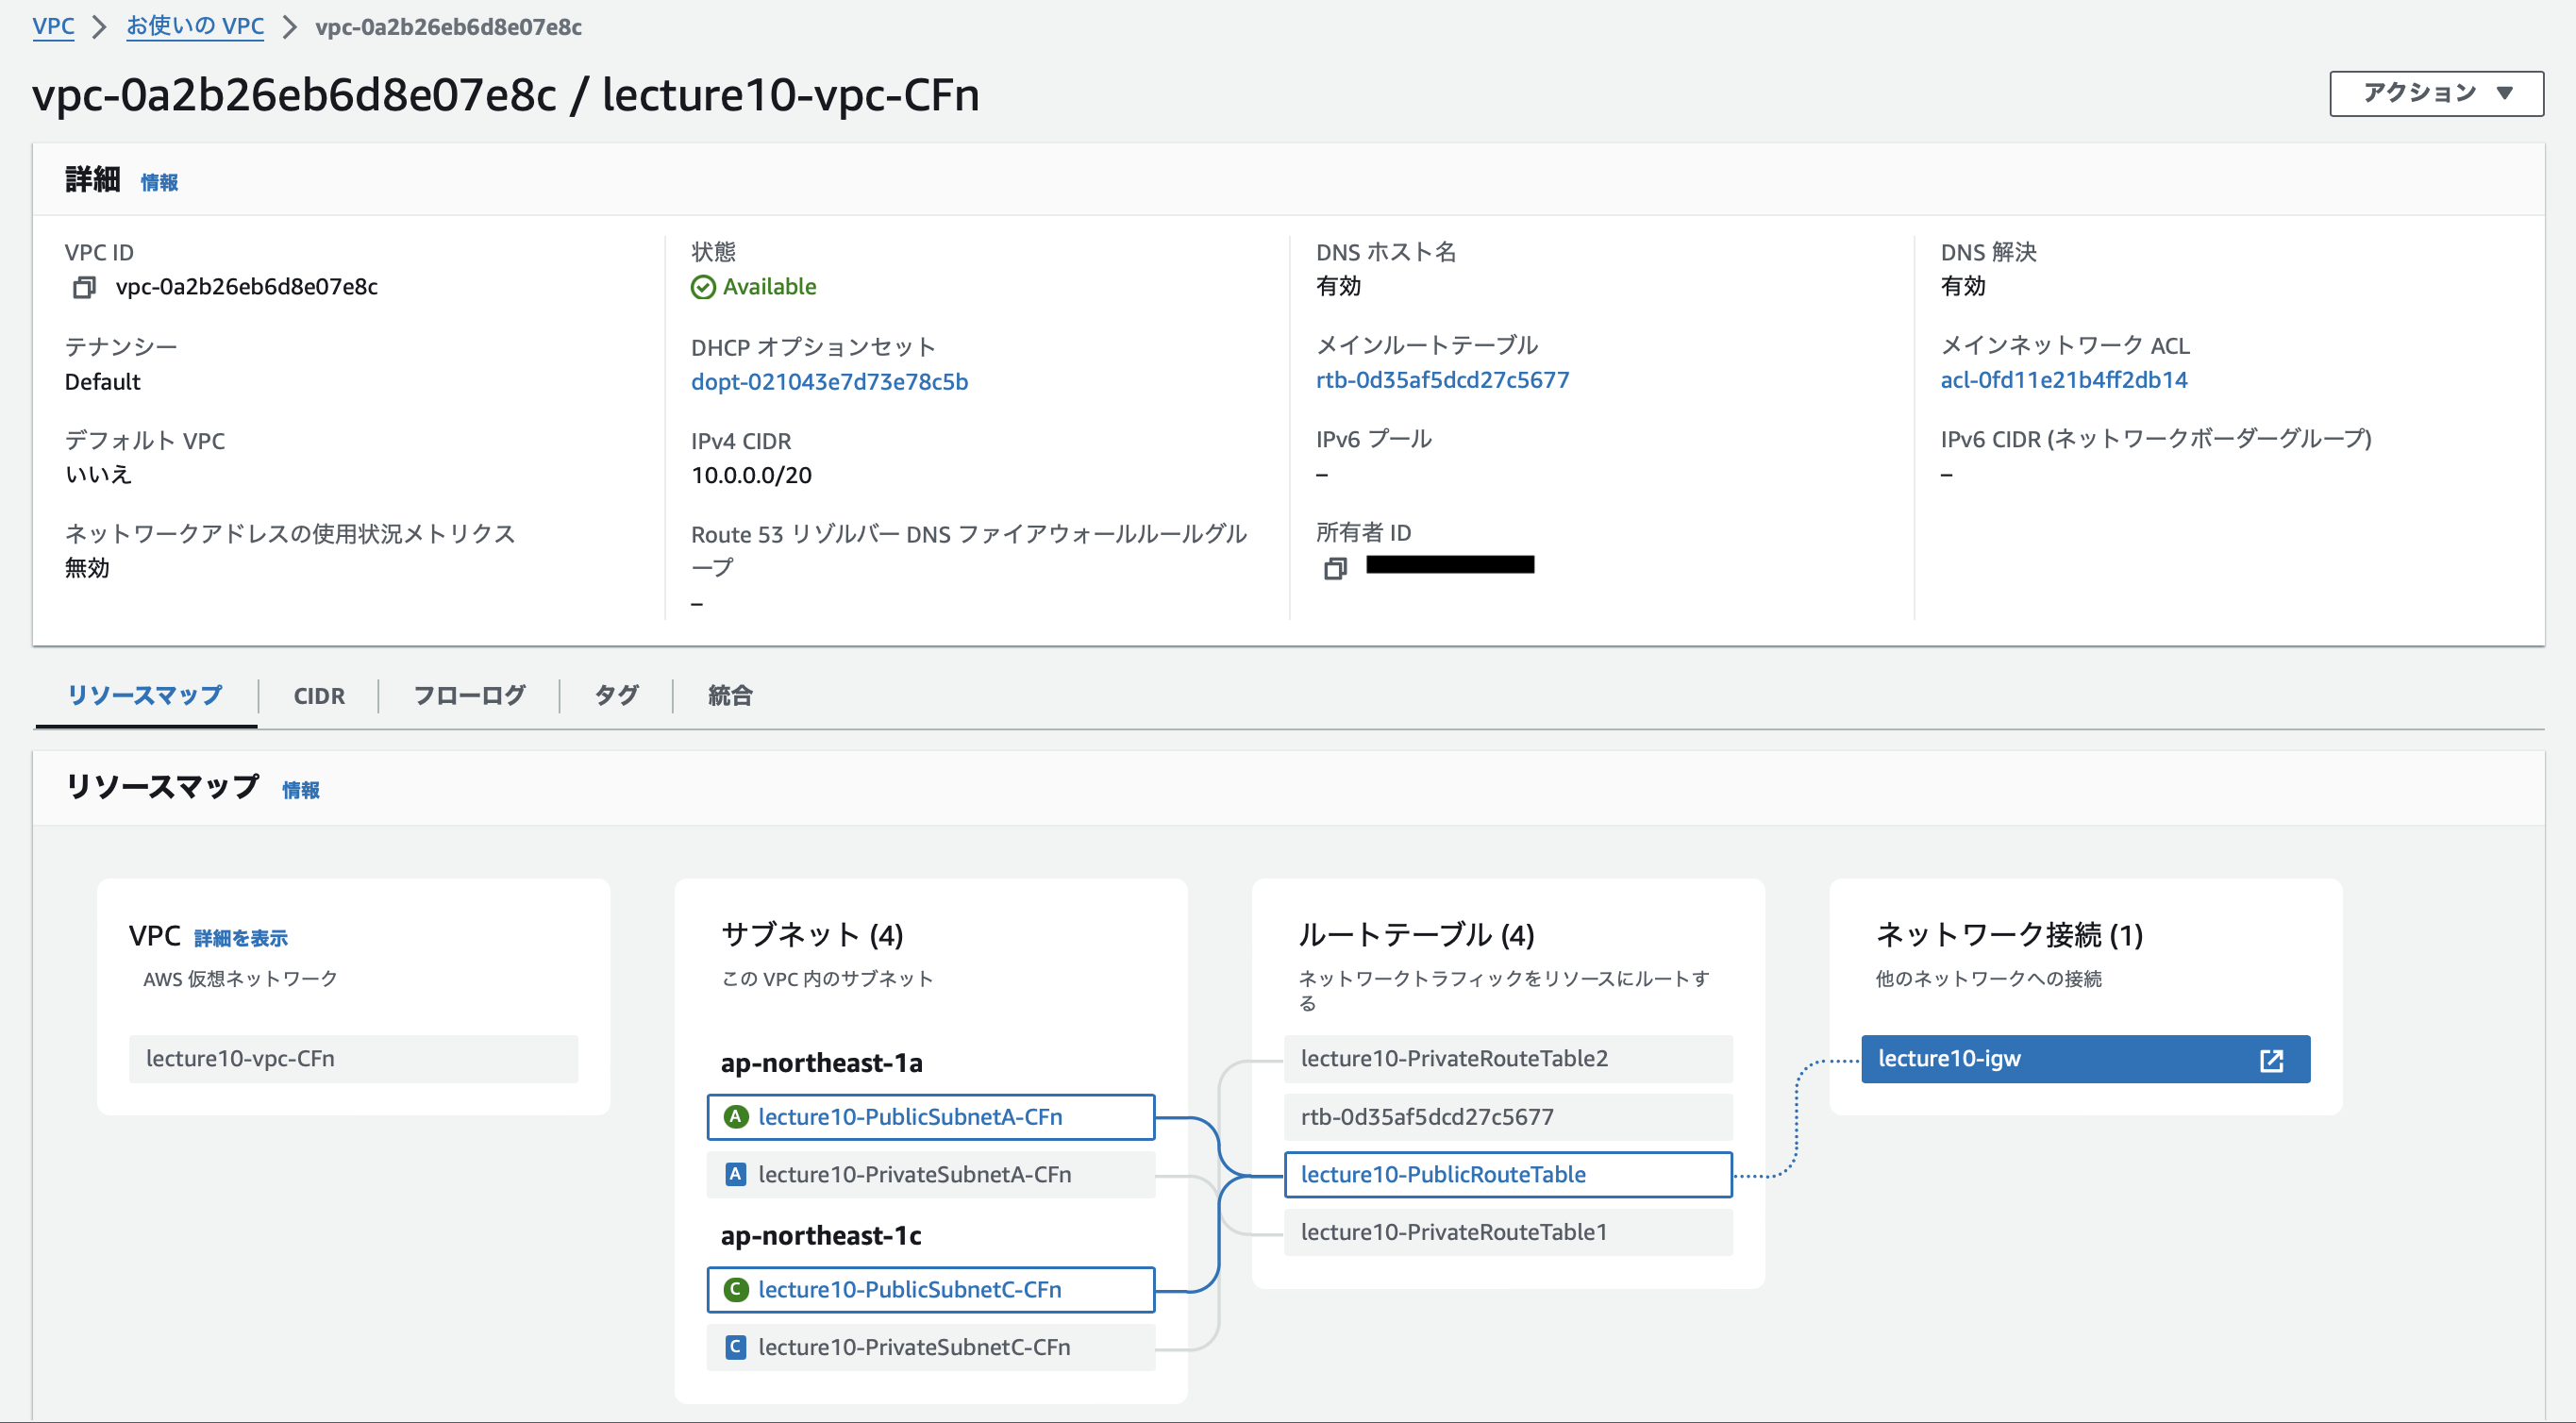 VPC > お使いの VPC > vpc-0a2b26eb6d8e07e8c
vpc-0a2b26eb6d8e07e8c / lecture10-vpc-CFn
アクション ▼
詳細 情報
VPC ID
vpc-0a2b26eb6d8e07e8c
状態
Available
DNS ホスト名
有効
DNS 解決
有効
テナンシー
Default
DHCP オプションセット
dopt-021043e7d73e78c5b
メインルートテーブル
rtb-0d35af5dcd27c5677
メインネットワーク ACL
acl-0fd11e21b4ff2db14
デフォルト VPC
いいえ
IPv4 CIDR
10.0.0.0/20
IPv6 プール
–
IPv6 CIDR (ネットワークボーダーグループ)
–
ネットワークアドレスの使用状況メトリクス
無効
Route 53 リゾルバー DNS ファイアウォールルールグル
ープ
–
所有者 ID
リソースマップ
CIDR
フローログ
タグ
統合
リソースマップ 情報
VPC 詳細を表示
AWS 仮想ネットワーク
lecture10-vpc-CFn
サブネット (4)
この VPC 内のサブネット
ap-northeast-1a
A lecture10-PublicSubnetA-CFn
A lecture10-PrivateSubnetA-CFn
ap-northeast-1c
C lecture10-PublicSubnetC-CFn
C lecture10-PrivateSubnetC-CFn
ルートテーブル (4)
ネットワークトラフィックをリソースにルートす
る
lecture10-PrivateRouteTable2
rtb-0d35af5dcd27c5677
lecture10-PublicRouteTable
lecture10-PrivateRouteTable1
ネットワーク接続 (1)
他のネットワークへの接続
lecture10-igw